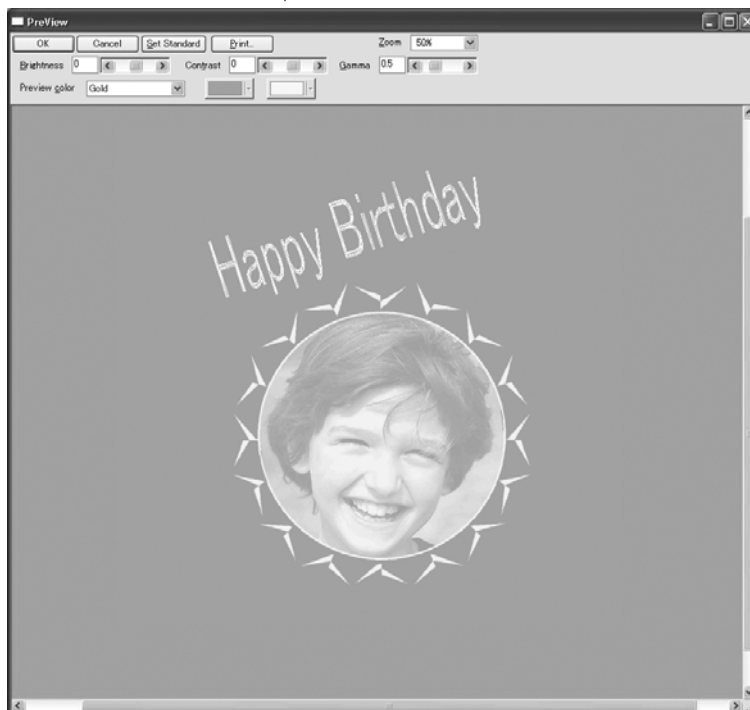 PreView
OK Cancel Set Standard Print.. Zoom 50%
Brightness 0 Contrast 0 Gamma 0.5
Preview color Gold
Happy Birthday